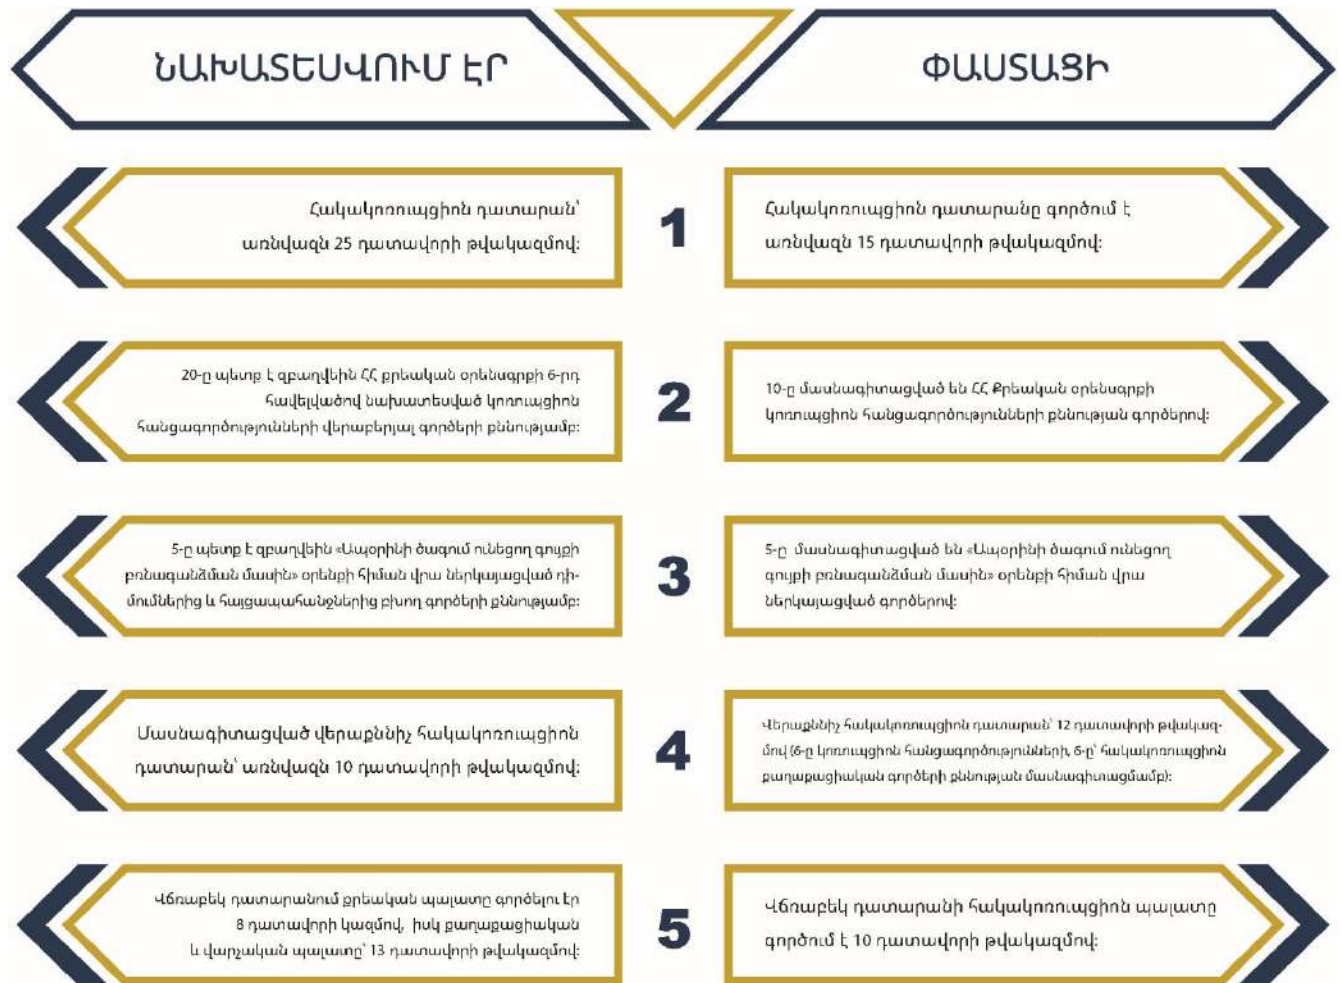 ՆԱԽԱՏԵՍՎՈՒՄ ԷՐ
ՓԱՍՏԱՑԻ
Հակակոռուպցիոն դատարան՝
առնվազն 25 դատավորի թվակազմով:
1
Հակակոռուպցիոն դատարանը գործում է
առնվազն 15 դատավորի թվակազմով:
20-ը պետք է զբաղվեին ՀՀ քրեական օրենսգրքի 6-րդ
հավելվածով նախատեսված կոռուպցիոն
հանցագործությունների վերաբերյալ գործերի քննությամբ:
2
10-ը մասնագիտացված են ՀՀ Քրեական օրենսգրքի
կոռուպցիոն հանցագործությունների քննության գործերով:
5-ը պետք է զբաղվեին «Ապօրինի ծագում ունեցող գույքի
բռնագանձման մասին» օրենքի հիման վրա ներկայացված դի-
մումներից և հայցապահանջներից բխող գործերի քննությամբ:
3
5-ը մասնագիտացված են «Ապօրինի ծագում ունեցող
գույքի բռնագանձման մասին» օրենքի հիման վրա
ներկայացված գործերով:
Մասնագիտացված վերաքննիչ հակակոռուպցիոն
դատարան՝ առնվազն 10 դատավորի թվակազմով:
4
Վերաքննիչ հակակոռուպցիոն դատարան՝ 12 դատավորի թվակազ-
մով (6-ը կոռուպցիոն հանցագործությունների, 6-ը՝ հակակոռուպցիոն
քաղաքացիական գործերի քննության մասնագիտացմամբ):
Վճռաբեկ դատարանում քրեական պալատը գործելու էր
8 դատավորի կազմով, իսկ քաղաքացիական
և վարչական պալատը՝ 13 դատավորի թվակազմով:
5
Վճռաբեկ դատարանի հակակոռուպցիոն պալատը
գործում է 10 դատավորի թվակազմով: